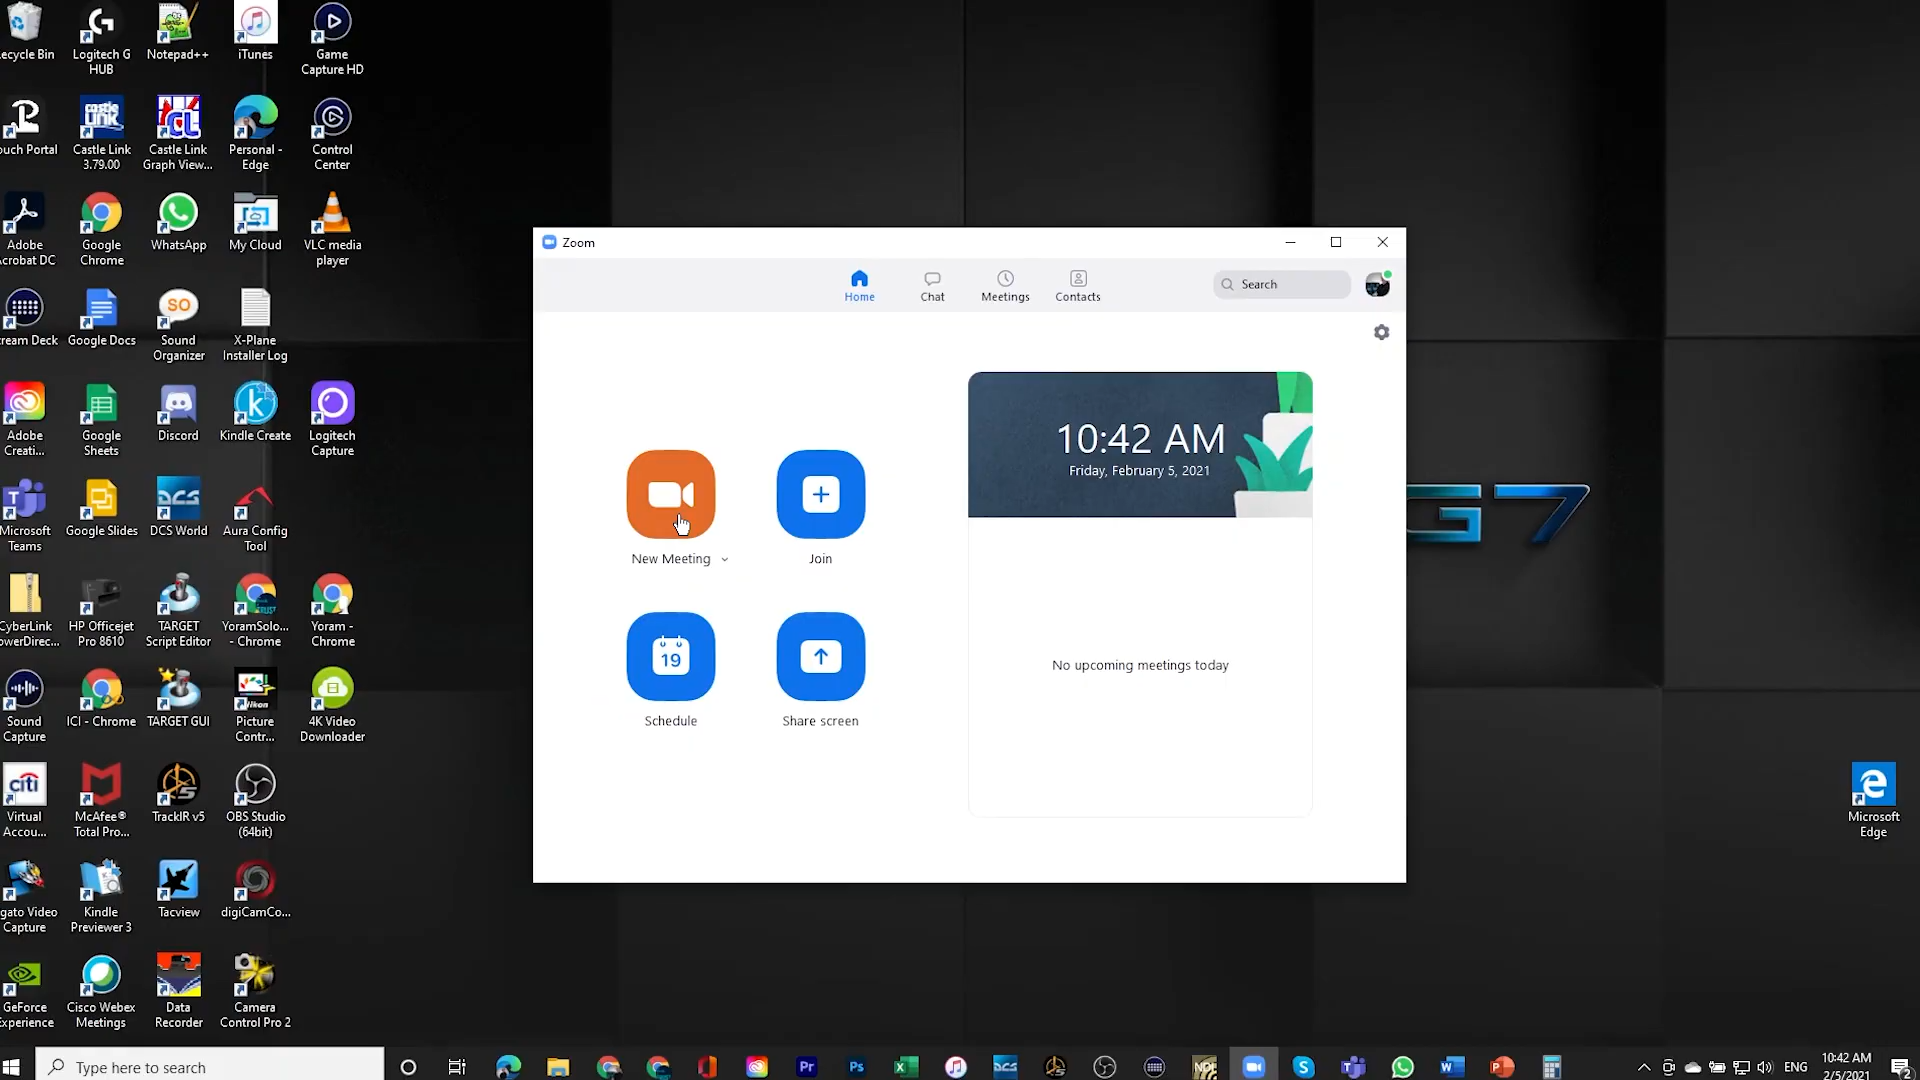 ecycle Bin
Logitech G
HUB
Notepad++
iTunes
Game
Capture HD
ouch Portal
Castle Link
3.79.00
Castle Link
Graph View...
Personal -
Edge
Control
Center
Adobe
crobat DC
Google
Chrome
WhatsApp
My Cloud
VLC media
player
ream Deck
Google Docs
SO
Sound
Organizer
X-Plane
Installer Log
Adobe
Creati...
Google
Sheets
Discord
Kindle Create
Logitech
Capture
Microsoft
Teams
Google Slides
DCS World
Aura Config
Tool
CyberLink
owerDirec...
HP Officejet
Pro 8610
TARGET
Script Editor
YoramSolo...
- Chrome
Yoram -
Chrome
Sound
Capture
ICI - Chrome
TARGET GUI
Picture
Contr...
4K Video
Downloader
citi
Virtual
Accou...
McAfee®
Total Pro...
TrackIR v5
OBS Studio
(64bit)
gato Video
Capture
Kindle
Previewer 3
Tacview
digiCamCo...
GeForce
Experience
Cisco Webex
Meetings
Data
Recorder
Camera
Control Pro 2
Zoom
Home
Chat
Meetings
Contacts
Search
New Meeting
Join
19
Schedule
Share screen
10:42 AM
Friday, February 5, 2021
No upcoming meetings today
G7
Microsoft
Edge
Type here to search
ENG
10:42 AM
2/5/2021